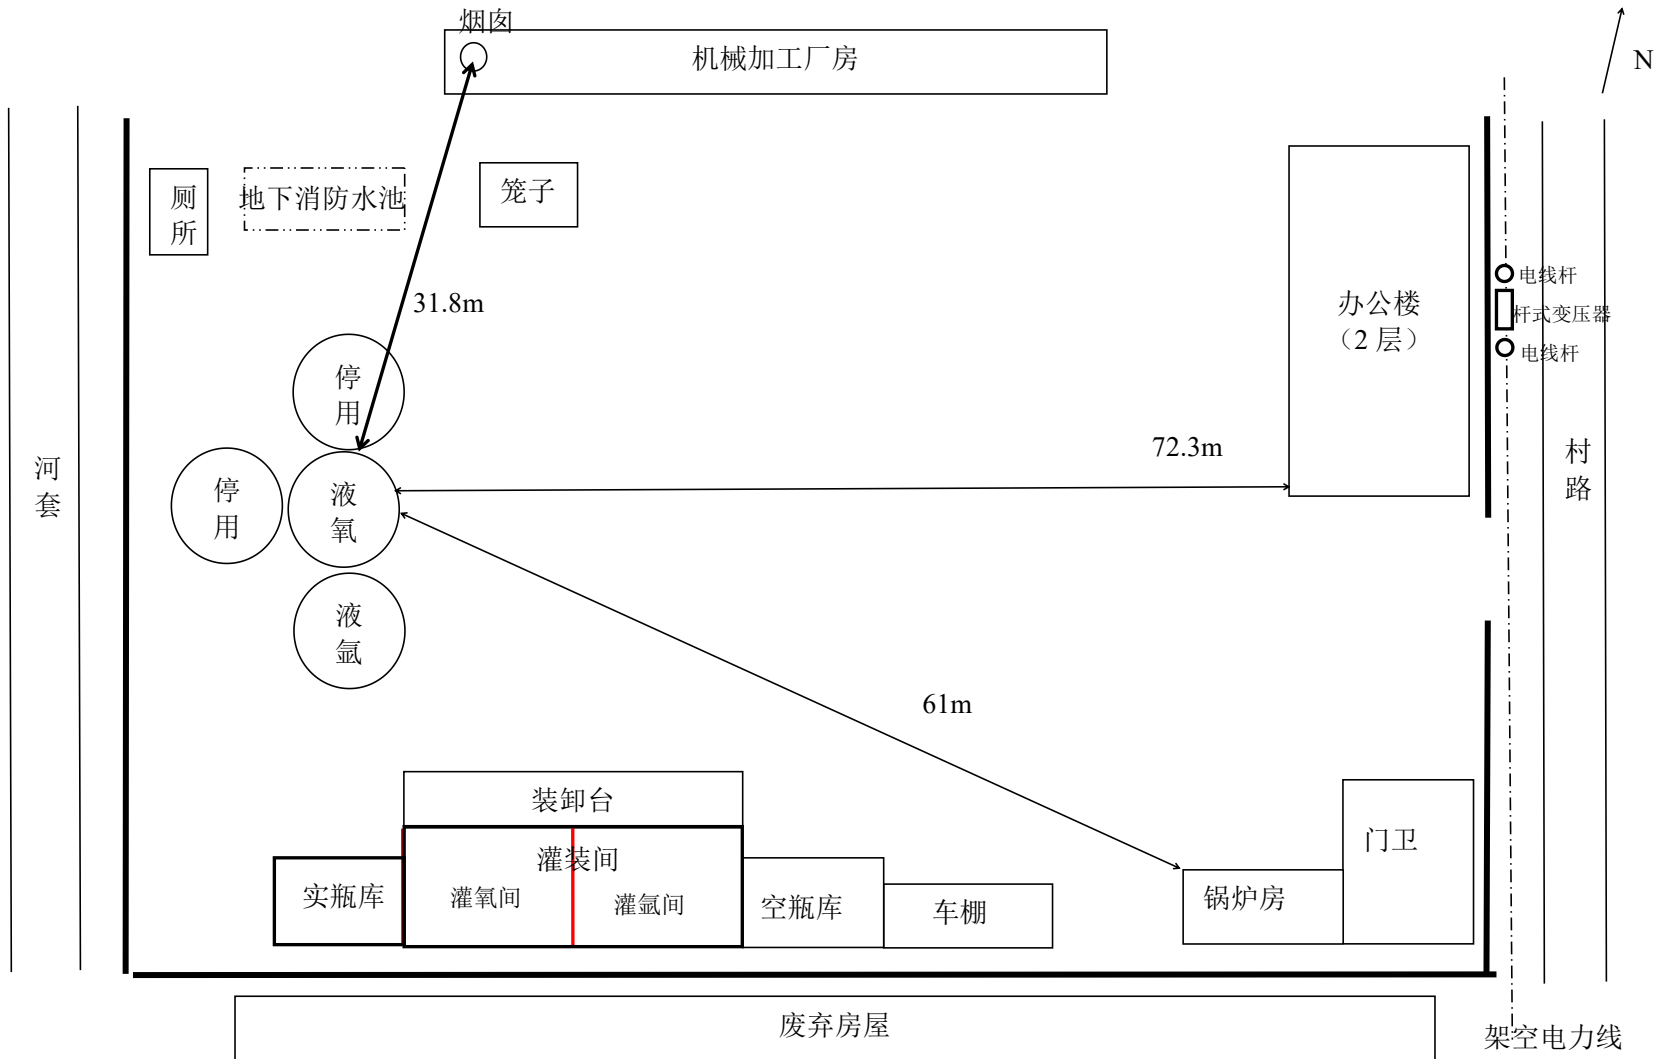 烟囱
机械加工厂房
N
厕
所
地下消防水池
笼子
电线杆
杆式变压器
电线杆
办公楼
（2 层）
31.8m
停
用
72.3m
河
套
停
用
液
氧
村
路
液
氩
61m
装卸台
灌装间
实瓶库
灌氧间
灌氩间
空瓶库
车棚
锅炉房
门卫
废弃房屋
架空电力线